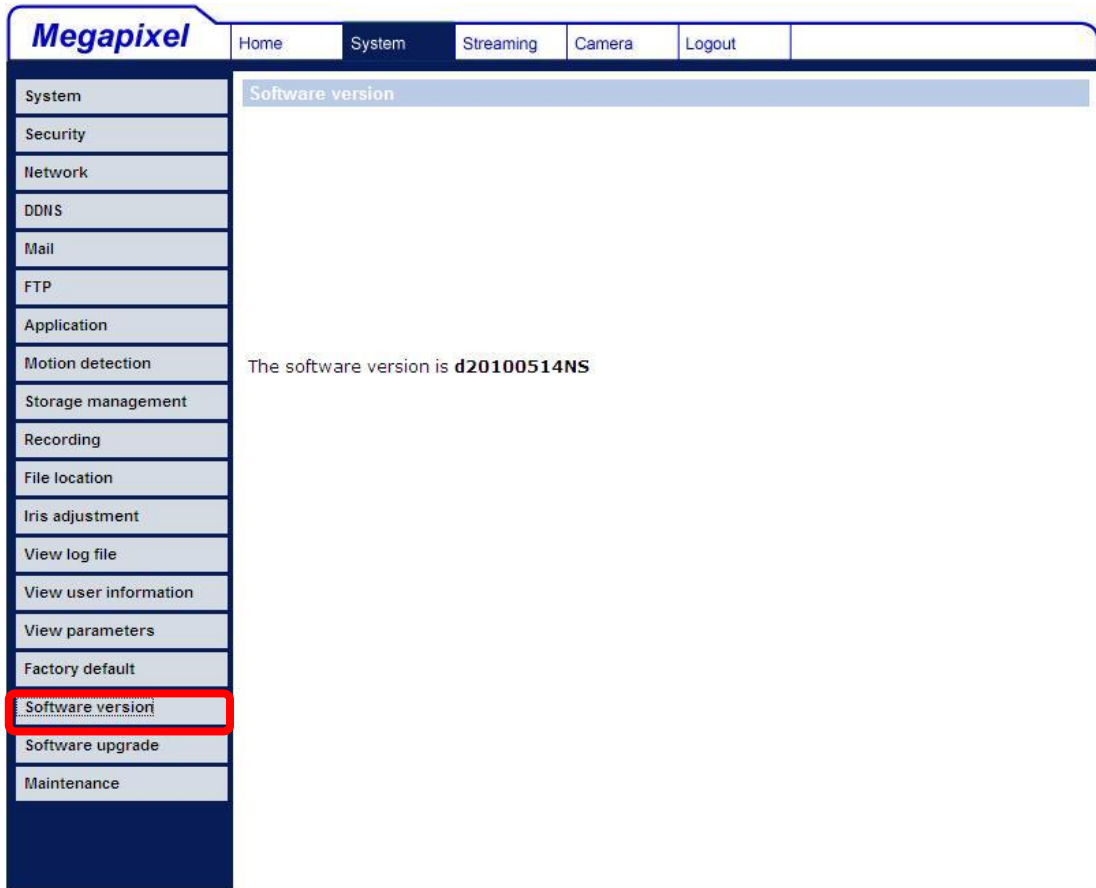 Megapixel
Home System Streaming Camera Logout
System
Security
Network
DDNS
Mail
FTP
Application
Motion detection
Storage management
Recording
File location
Iris adjustment
View log file
View user information
View parameters
Factory default
Software version
Software upgrade
Maintenance
Software version
The software version is d20100514NS